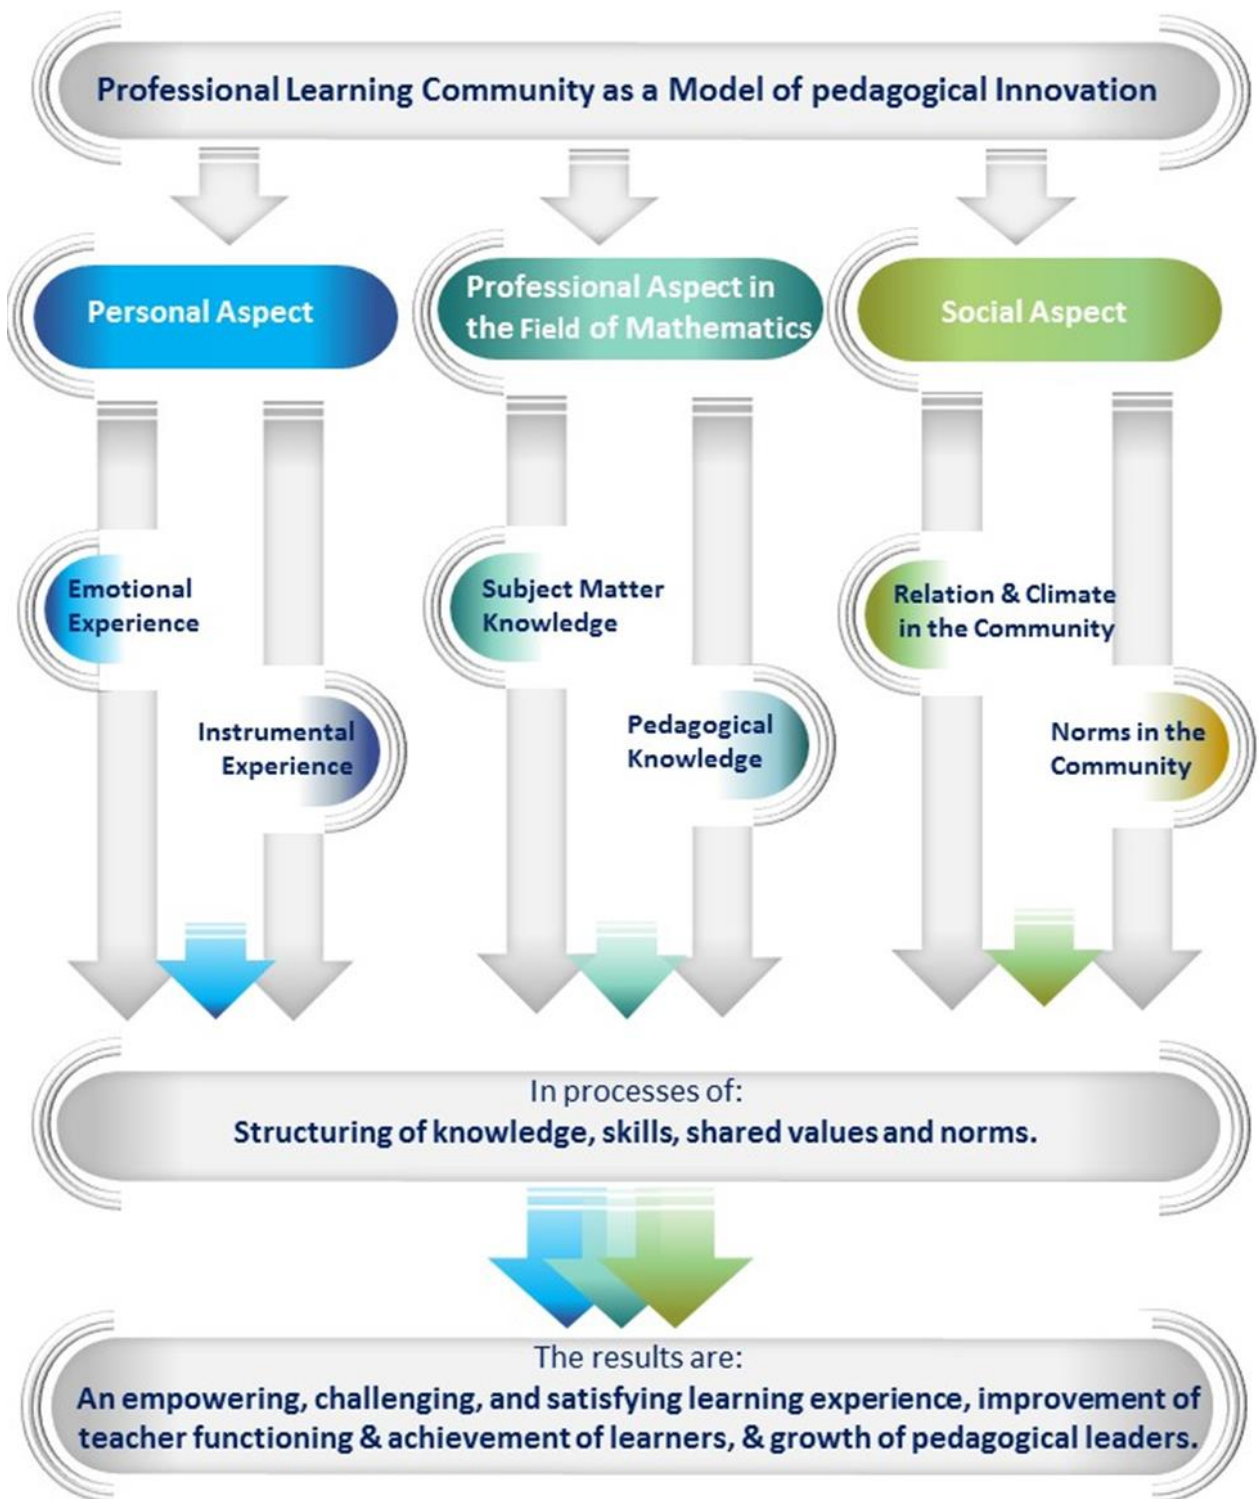 Professional Learning Community as a Model of pedagogical Innovation
Personal Aspect
Professional Aspect in
the Field of Mathematics
Social Aspect
Emotional
Experience
Instrumental
Experience
Subject Matter
Knowledge
Pedagogical
Knowledge
Relation & Climate
in the Community
Norms in the
Community
In processes of:
Structuring of knowledge, skills, shared values and norms.
The results are:
An empowering, challenging, and satisfying learning experience, improvement of
teacher functioning & achievement of learners, & growth of pedagogical leaders.